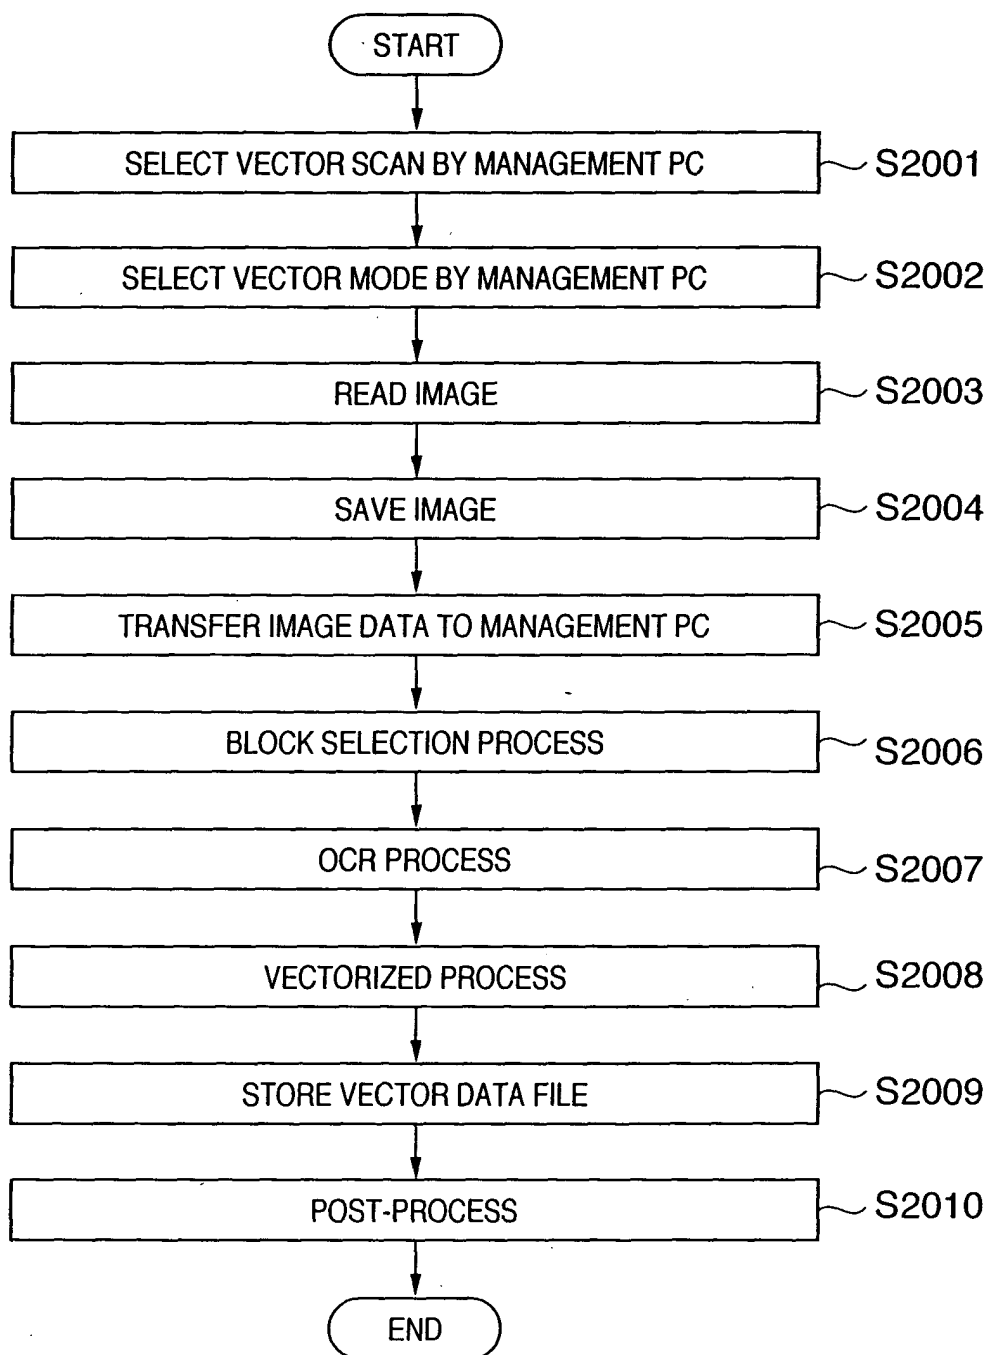 START
SELECT VECTOR SCAN BY MANAGEMENT PC S2001
SELECT VECTOR MODE BY MANAGEMENT PC S2002
READ IMAGE S2003
SAVE IMAGE S2004
TRANSFER IMAGE DATA TO MANAGEMENT PC S2005
BLOCK SELECTION PROCESS S2006
OCR PROCESS S2007
VECTORIZED PROCESS S2008
STORE VECTOR DATA FILE S2009
POST-PROCESS S2010
END